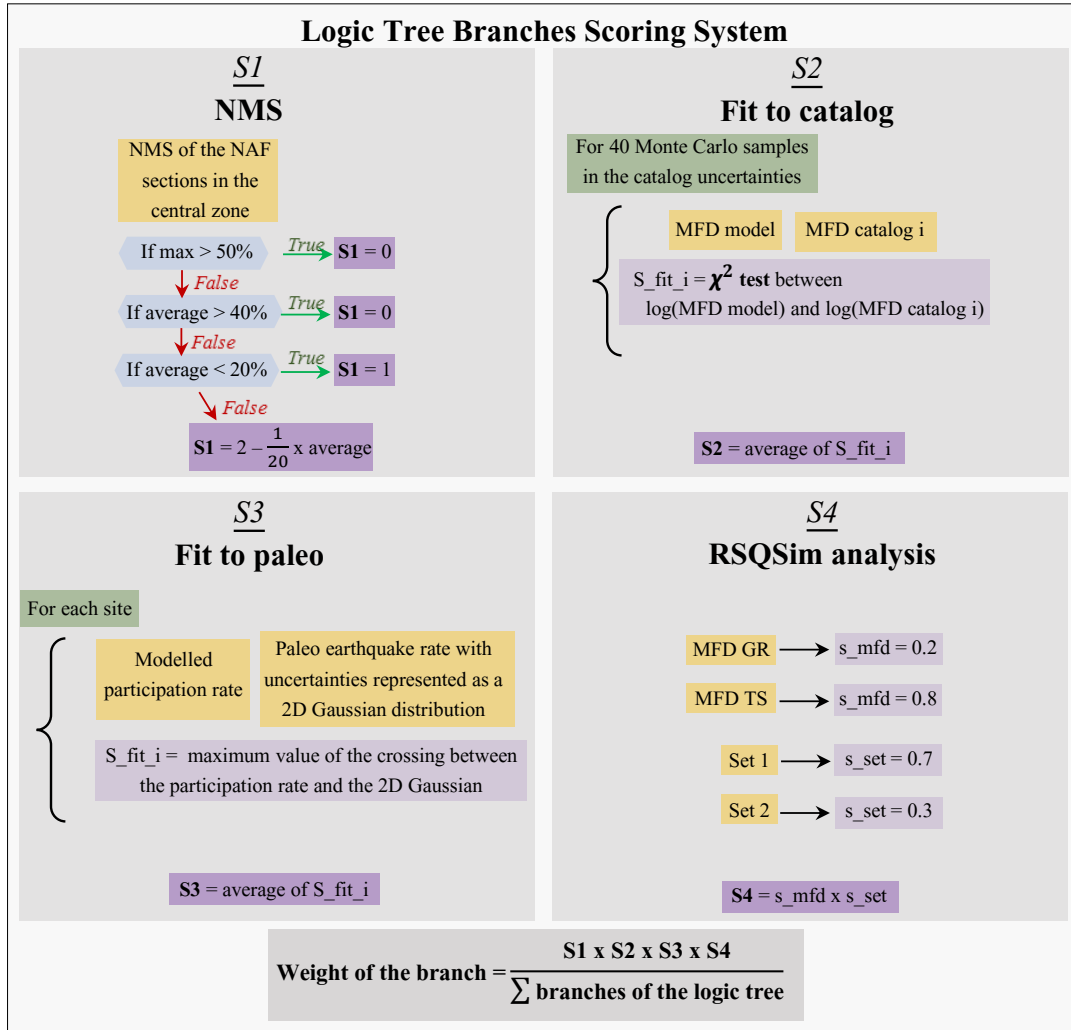 Logic Tree Branches Scoring System
S1
NMS
NMS of the NAF
sections in the
central zone
If max > 50%
True
S1 = 0
False
If average > 40%
True
S1 = 0
False
If average < 20%
True
S1 = 1
False
S1 = 2 – 1/20 x average
S2
Fit to catalog
For 40 Monte Carlo samples
in the catalog uncertainties
MFD model
MFD catalog i
S_fit_i = χ² test between
log(MFD model) and log(MFD catalog i)
S2 = average of S_fit_i
S3
Fit to paleo
For each site
Modelled
participation rate
Paleo earthquake rate with
uncertainties represented as a
2D Gaussian distribution
S_fit_i = maximum value of the crossing between
the participation rate and the 2D Gaussian
S3 = average of S_fit_i
S4
RSQSim analysis
MFD GR
s_mfd = 0.2
MFD TS
s_mfd = 0.8
Set 1
s_set = 0.7
Set 2
s_set = 0.3
S4 = s_mfd x s_set
S1 x S2 x S3 x S4
Weight of the branch =
∑ branches of the logic tree